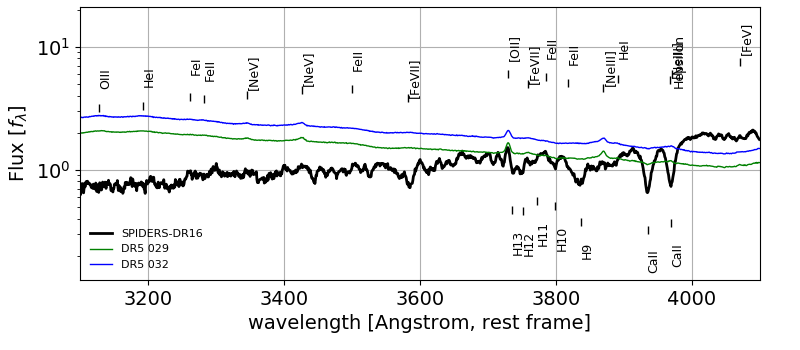 Flux [fλ]
10¹
10⁰
OIII
HeI
FeI
FeII
[NeV]
[NeV]
FeII
[FeVII]
[OII]
[FeVII]
FeII
FeII
[NeIII]
HeI
Hepsilon
[FeV]
H13
H12
H11
H10
H9
CaII
CaII
SPIDERS-DR16
DR5 029
DR5 032
3200
3400
3600
3800
4000
wavelength [Angstrom, rest frame]